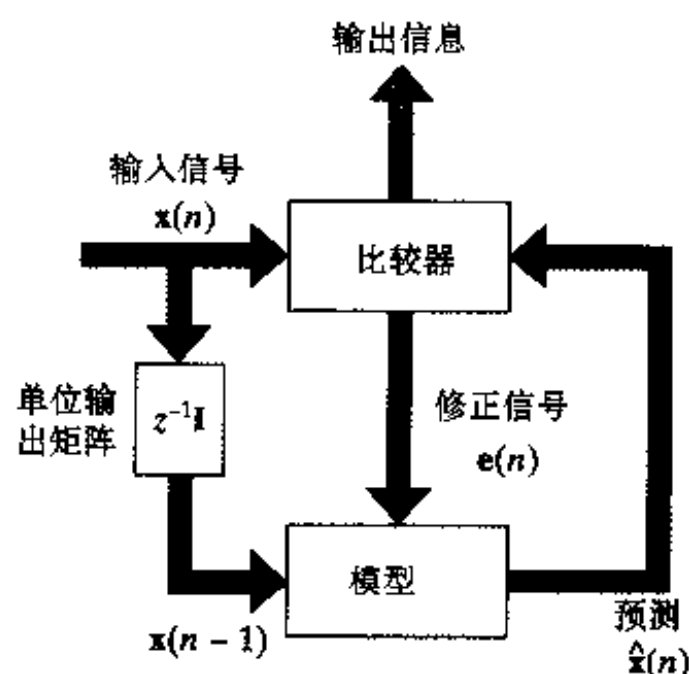 输出信息
输入信号
x(n)
比较器
单位输
出矩阵
z⁻¹I
修正信号
e(n)
模型
x(n − 1)
预测
x̂(n)